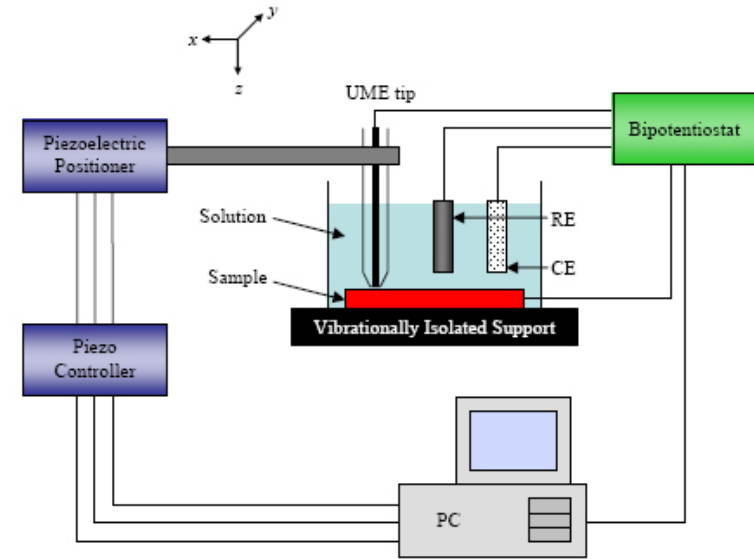 y
x
z
UME tip
Piezoelectric
Positioner
Bipotentiostat
Solution
RE
Sample
CE
Vibrationally Isolated Support
Piezo
Controller
PC